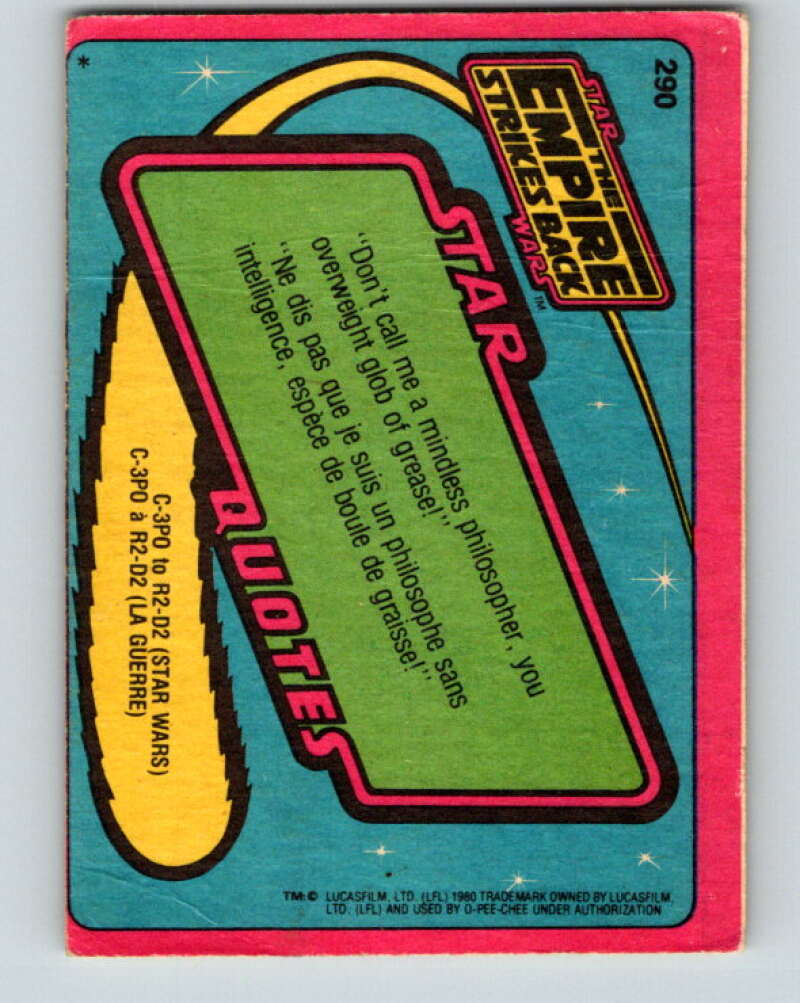 290
STAR
THE
EMPIRE
STRIKES BACK
WARS™
STAR
"Don't call me a mindless philosopher, you
overweight glob of grease!"
"Ne dis pas que je suis un philosophe sans
intelligence, espèce de boule de graisse!"
QUOTES
C-3PO to R2-D2 (STAR WARS)
C-3PO à R2-D2 (LA GUERRE)
*
TM:© LUCASFILM, LTD. (LFL) 1980 TRADEMARK OWNED BY LUCASFILM,
LTD. (LFL) AND USED BY O-PEE-CHEE UNDER AUTHORIZATION